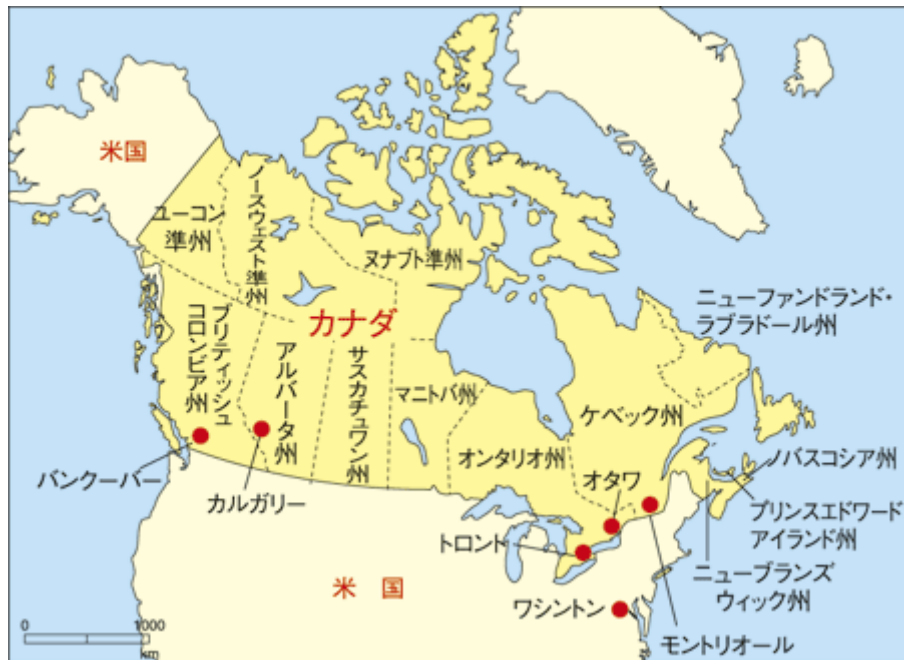 米国
ユーコン
準州
ノースウェスト準州
ヌナブト準州
ニューファンドランド・
ラブラドール州
カナダ
ブリティッシュ
コロンビア州
アルバータ州
サスカチュワン州
マニトバ州
ケベック州
オンタリオ州
ノバスコシア州
バンクーバー
カルガリー
オタワ
プリンスエドワード
アイランド州
トロント
ニューブランズ
ウィック州
米 国
ワシントン
モントリオール
0 1000
km